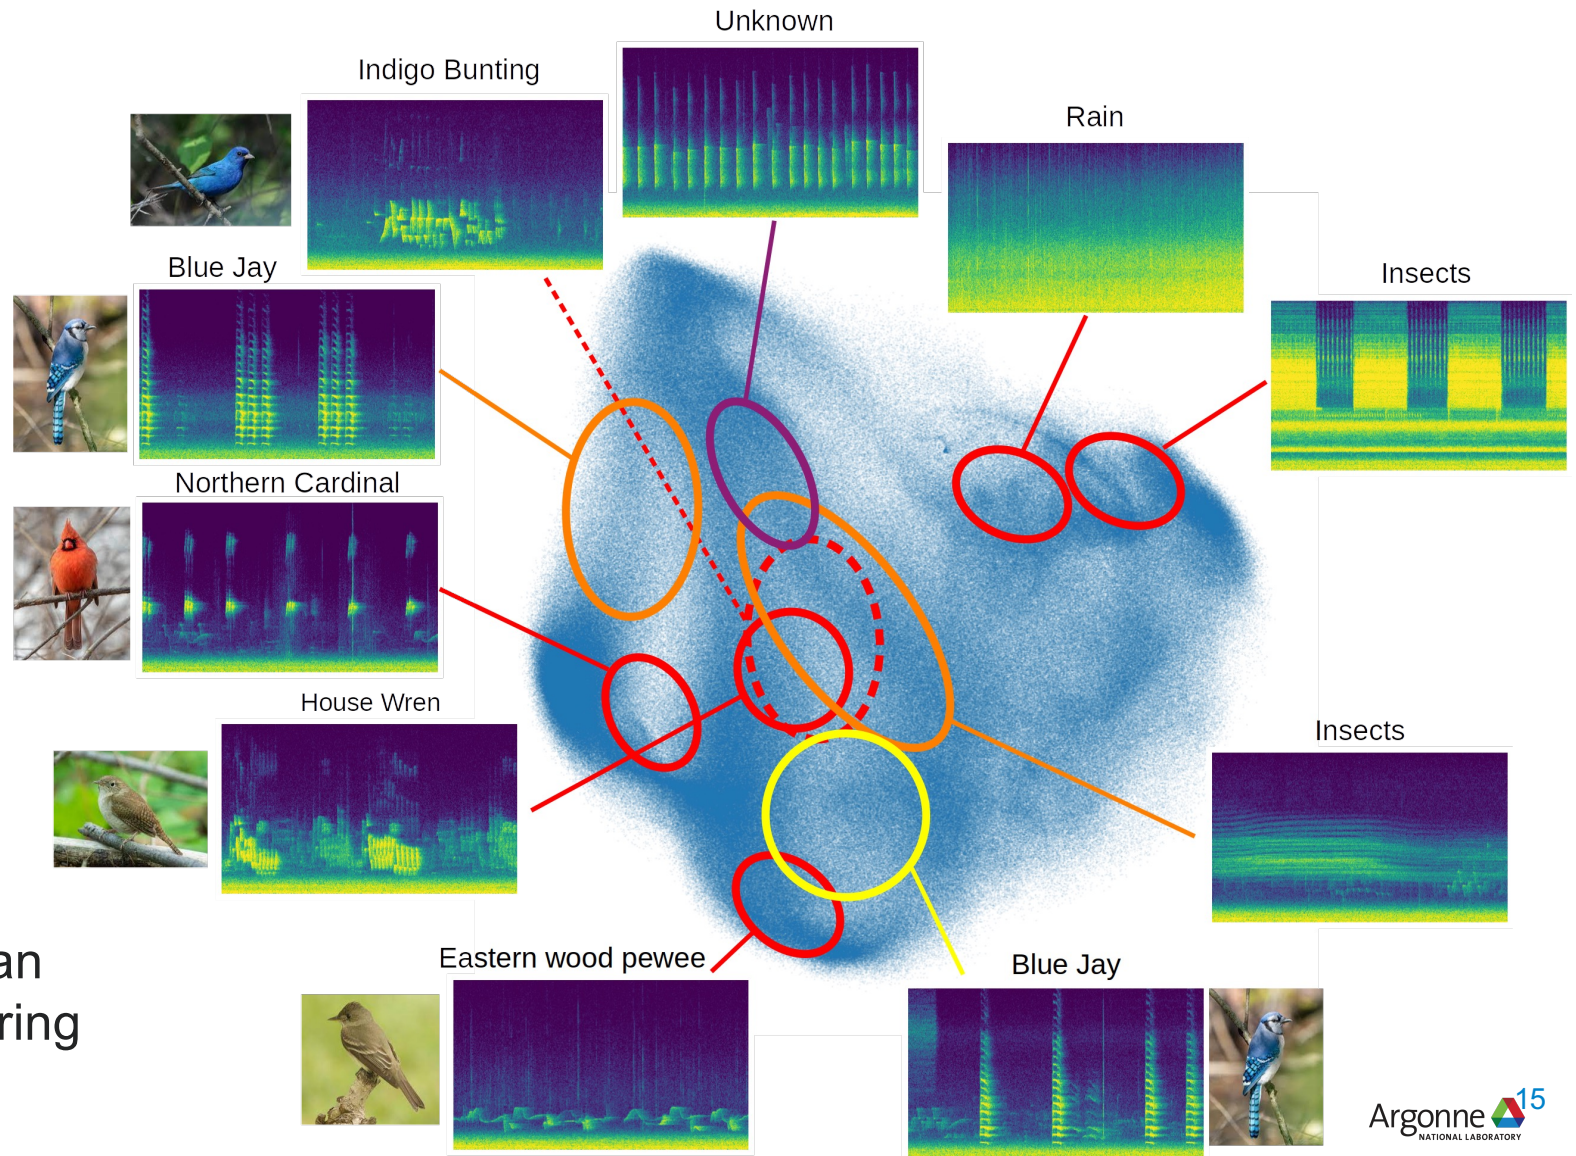 Unknown
Indigo Bunting
Rain
Blue Jay
Insects
Northern Cardinal
House Wren
Insects
an
ring
Eastern wood pewee
Blue Jay
15
Argonne
NATIONAL LABORATORY